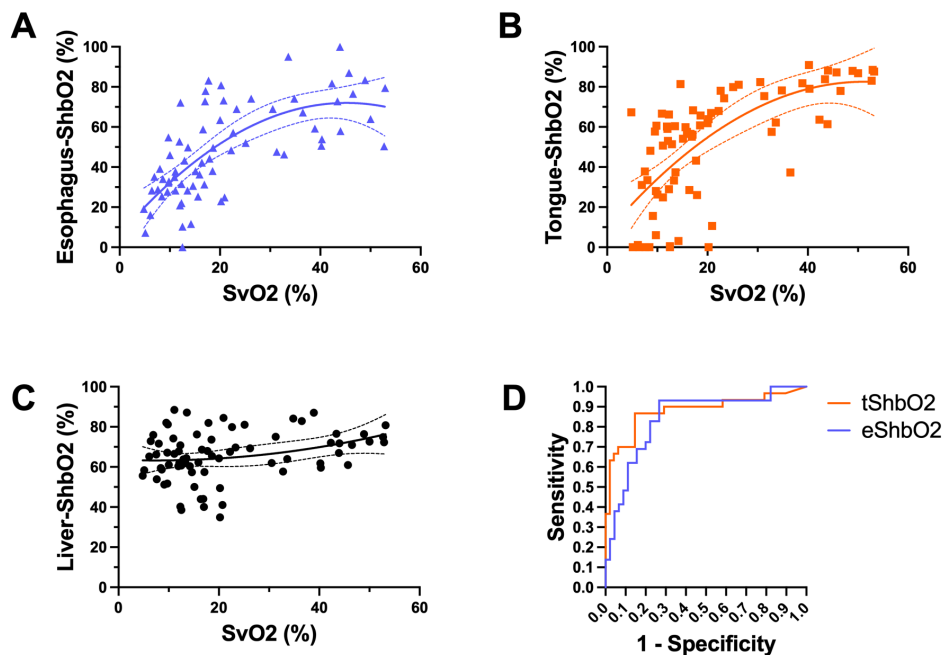 A
Esophagus-ShbO2 (%)
100
80
60
40
20
0
0 20 40 60
SvO2 (%)
B
Tongue-ShbO2 (%)
100
80
60
40
20
0
0 20 40 60
SvO2 (%)
C
Liver-ShbO2 (%)
100
80
60
40
20
0
0 20 40 60
SvO2 (%)
D
Sensitivity
1.0
0.9
0.8
0.7
0.6
0.5
0.4
0.3
0.2
0.1
0.0
0.0 0.1 0.2 0.3 0.4 0.5 0.6 0.7 0.8 0.9 1.0
1 - Specificity
tShbO2
eShbO2